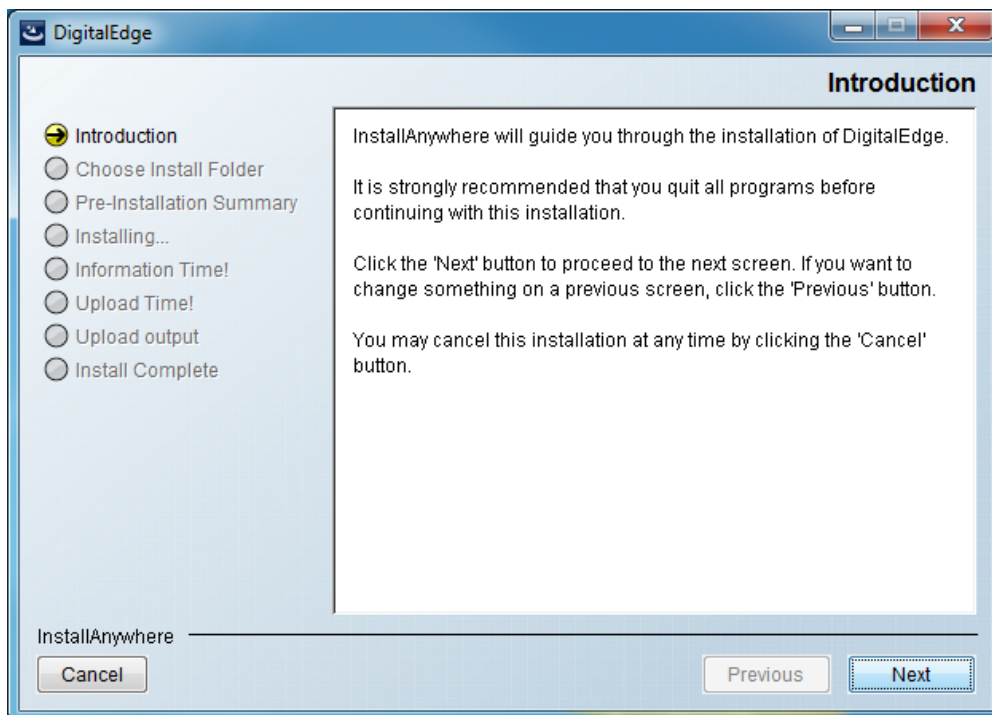 DigitalEdge
Introduction
Introduction
Choose Install Folder
Pre-Installation Summary
Installing...
Information Time!
Upload Time!
Upload output
Install Complete
InstallAnywhere will guide you through the installation of DigitalEdge.
It is strongly recommended that you quit all programs before
continuing with this installation.
Click the 'Next' button to proceed to the next screen. If you want to
change something on a previous screen, click the 'Previous' button.
You may cancel this installation at any time by clicking the 'Cancel'
button.
InstallAnywhere
Cancel
Previous
Next